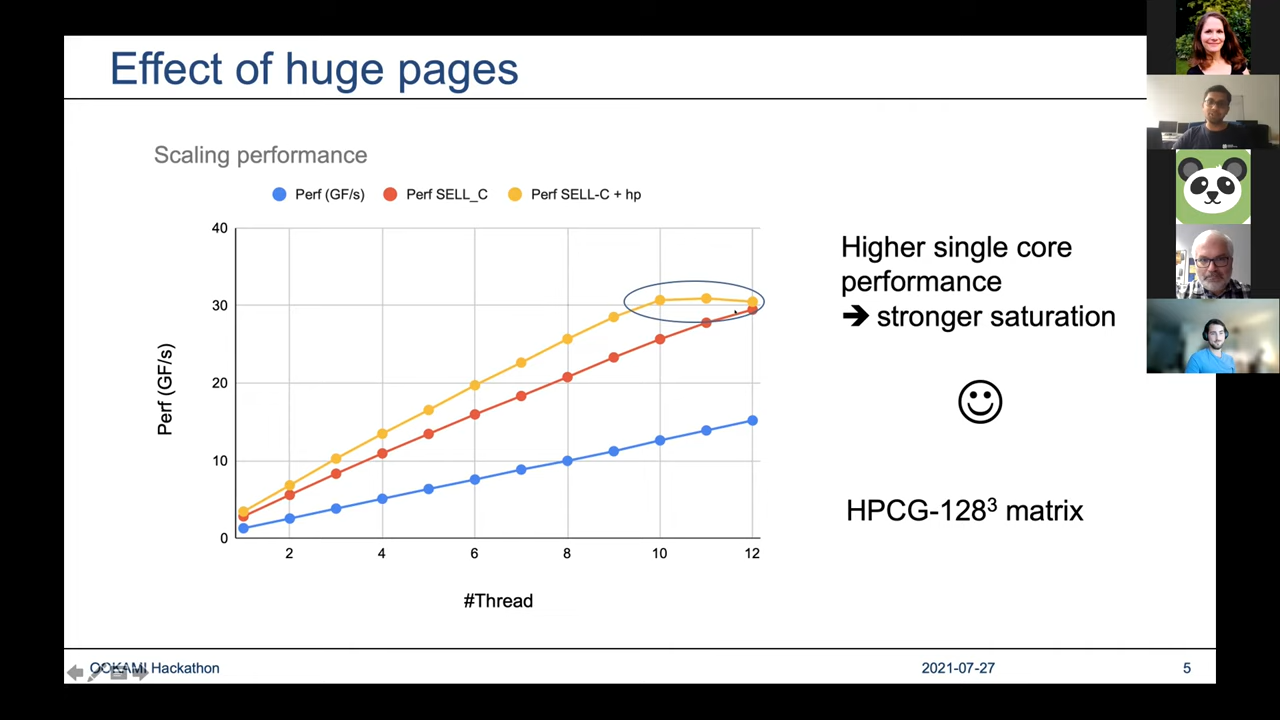 Effect of huge pages
Scaling performance
Perf (GF/s)
Perf SELL_C
Perf SELL-C + hp
40
30
20
10
0
Perf (GF/s)
2
4
6
8
10
12
#Thread
Higher single core
performance
➔ stronger saturation
HPCG-128³ matrix
OOKAMI Hackathon
2021-07-27
5